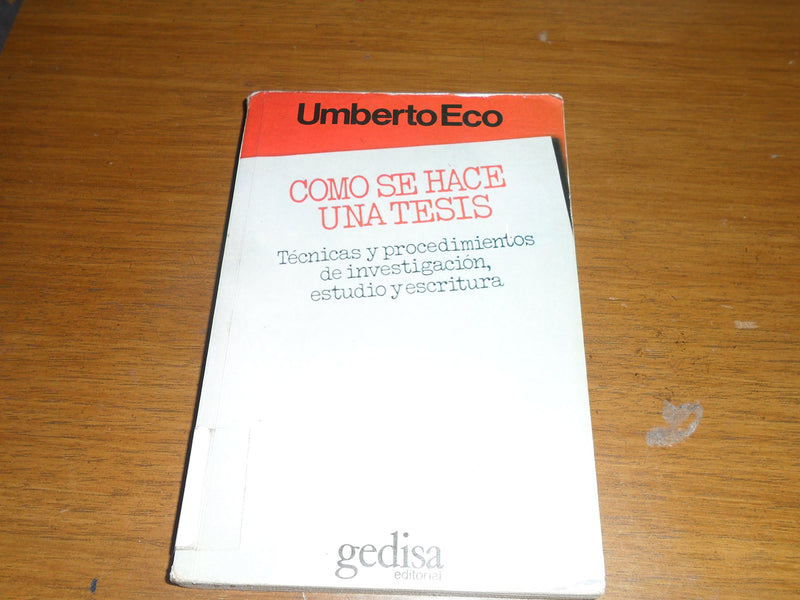 Umberto Eco
COMO SE HACE
UNA TESIS
Técnicas y procedimientos
de investigación,
estudio y escritura
gedisa
editorial